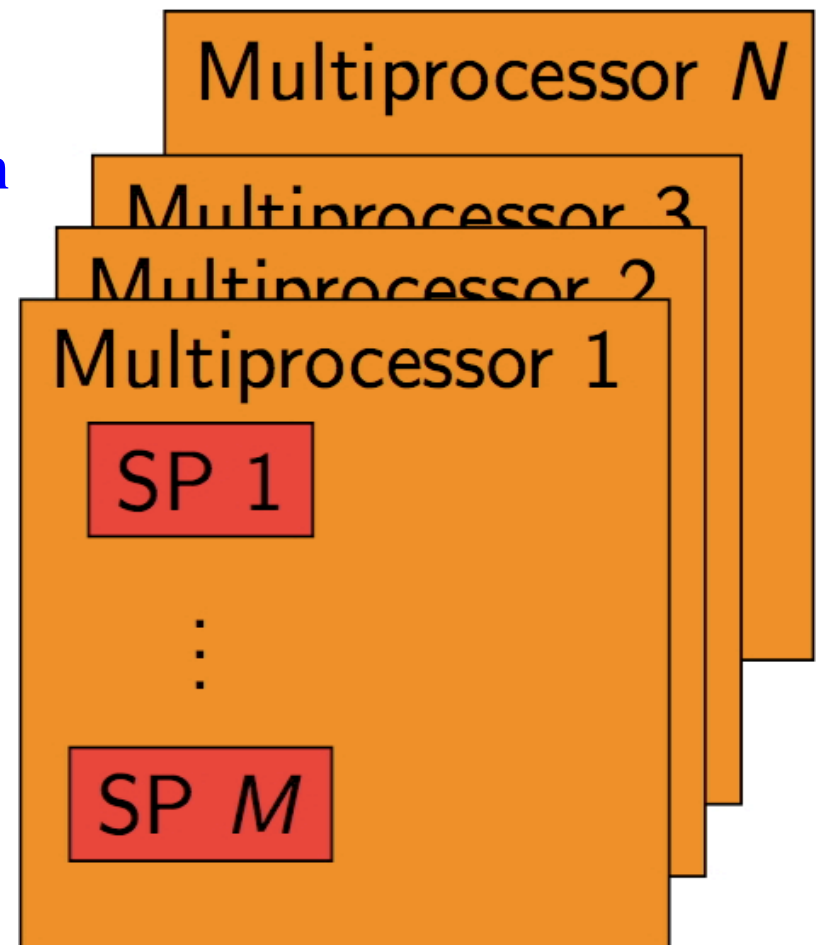 Multiprocessor N
Multiprocessor 3
Multiprocessor 2
Multiprocessor 1
SP 1
⋮
SP M